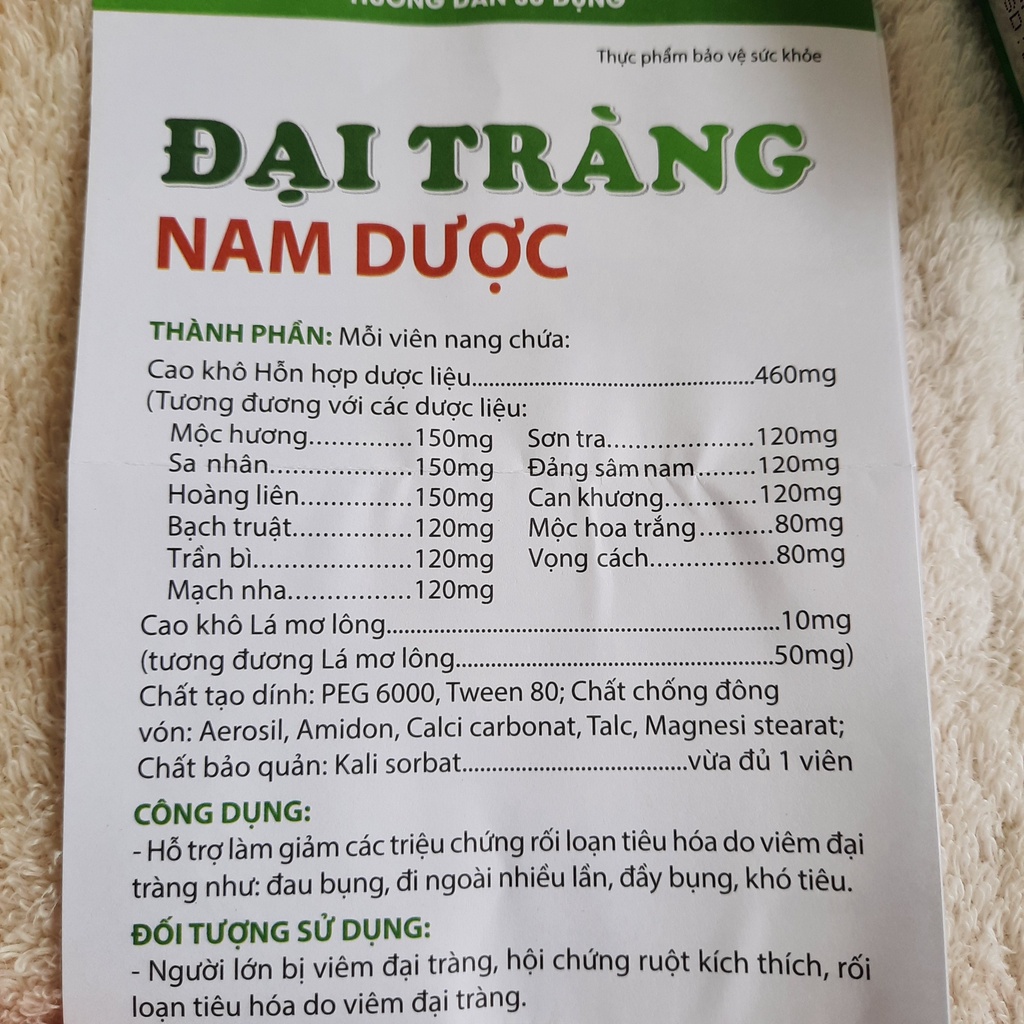 HƯỚNG DẪN SỬ DỤNG
Thực phẩm bảo vệ sức khỏe
ĐẠI TRÀNG
NAM DƯỢC
THÀNH PHẦN: Mỗi viên nang chứa:
Cao khô Hỗn hợp dược liệu...............................................460mg
(Tương đương với các dược liệu:
Mộc hương..............150mg Sơn tra....................120mg
Sa nhân...................150mg Đảng sâm nam........120mg
Hoàng liên...............150mg Can khương............120mg
Bạch truật................120mg Mộc hoa trắng..........80mg
Trần bì.....................120mg Vọng cách.................80mg
Mạch nha................120mg
Cao khô Lá mơ lông.................................................................10mg
(tương đương Lá mơ lông.....................................................50mg)
Chất tạo dính: PEG 6000, Tween 80; Chất chống đông
vón: Aerosil, Amidon, Calci carbonat, Talc, Magnesi stearat;
Chất bảo quản: Kali sorbat.....................................vừa đủ 1 viên
CÔNG DỤNG:
- Hỗ trợ làm giảm các triệu chứng rối loạn tiêu hóa do viêm đại
tràng như: đau bụng, đi ngoài nhiều lần, đầy bụng, khó tiêu.
ĐỐI TƯỢNG SỬ DỤNG:
- Người lớn bị viêm đại tràng, hội chứng ruột kích thích, rối
loạn tiêu hóa do viêm đại tràng.